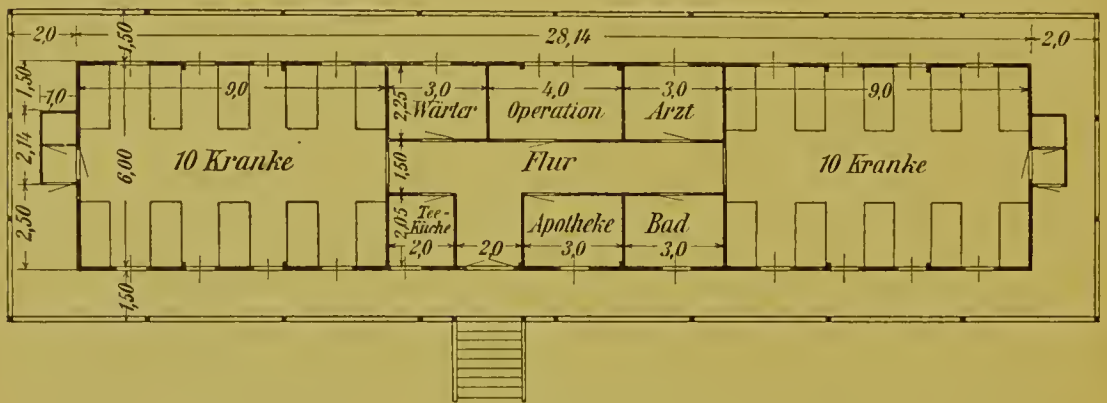 2,0
1,50
28,14
2,0
1,50
1,0
9,0
3,0
4,0
3,0
9,0
2,25
Wärter
Operation
Arzt
2,14
6,00
10 Kranke
1,50
Flur
10 Kranke
2,50
2,05
Tee-
Küche
Apotheke
Bad
2,0
2,0
3,0
3,0
1,50